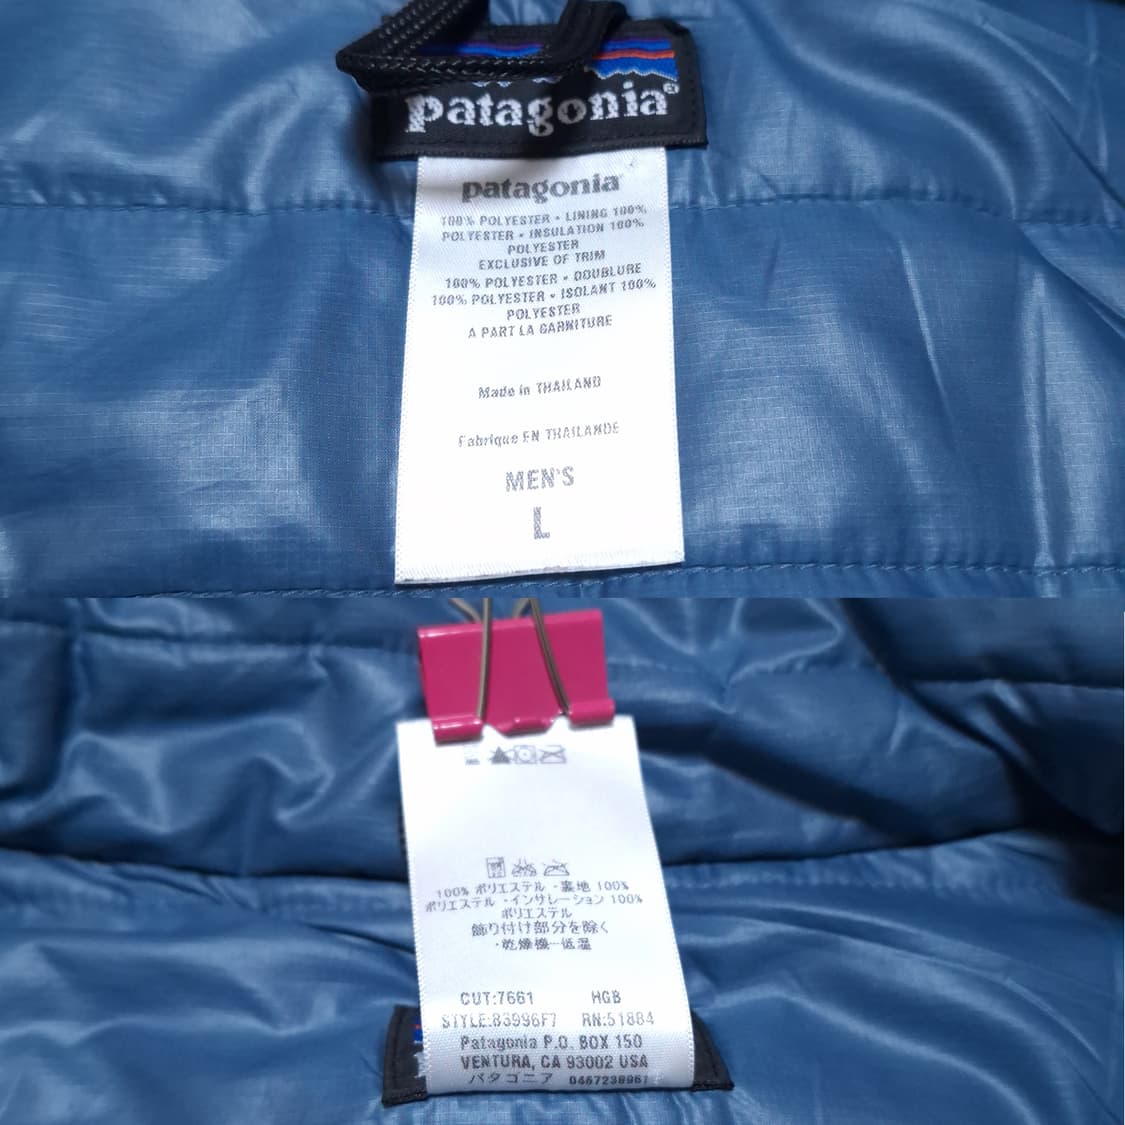 patagonia®
patagonia®
100% POLYESTER • LINING 100%
POLYESTER • INSULATION 100%
POLYESTER
EXCLUSIVE OF TRIM
100% POLYESTER • DOUBLURE
100% POLYESTER • ISOLANT 100%
POLYESTER
A PART LA GARNITURE
Made in THAILAND
Fabrique EN THAILANDE
MEN'S
L
100% ポリエステル ・裏地 100%
ポリエステル ・インサレーション 100%
ポリエステル
飾り付け部分を除く
・乾燥機―低温
CUT:7661 HGB
STYLE:83996F7 RN:51884
Patagonia P.O. BOX 150
VENTURA, CA 93002 USA
パタゴニア